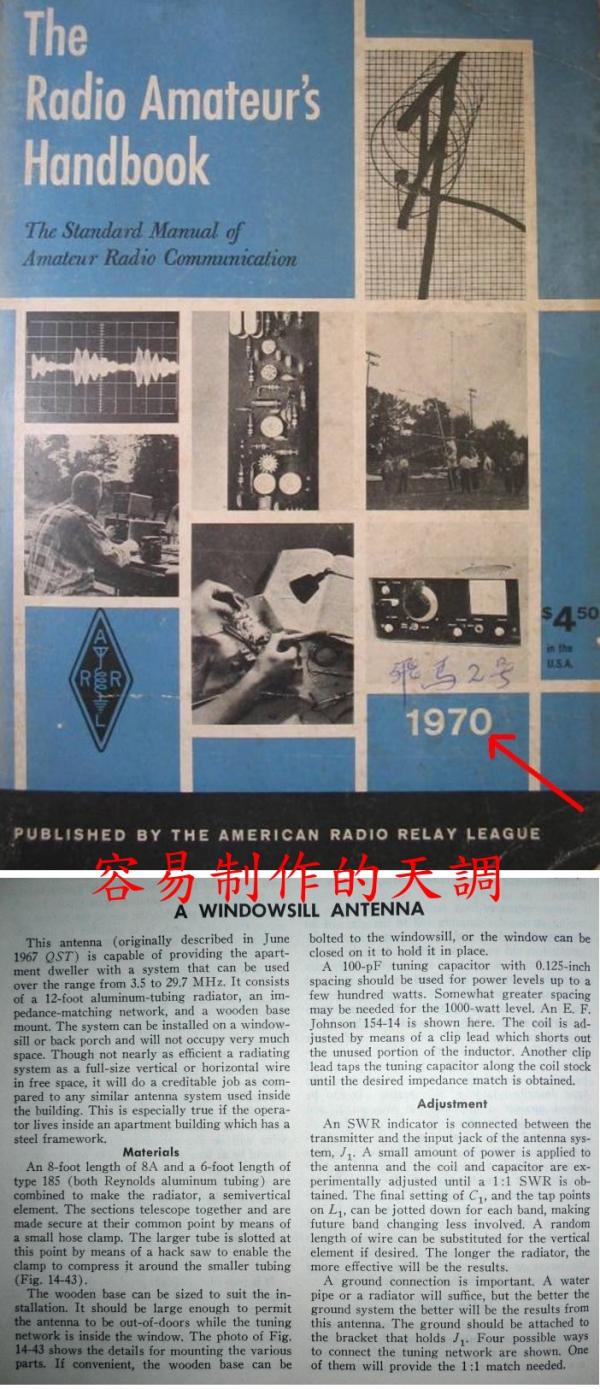 The
Radio Amateur's
Handbook
The Standard Manual of
Amateur Radio Communication
A
R R
L
$4.50
in the
U.S.A.
飛馬2号
1970
PUBLISHED BY THE AMERICAN RADIO RELAY LEAGUE
容易制作的天調
A WINDOWSILL ANTENNA
This antenna (originally described in June
1967 QST) is capable of providing the apart-
ment dweller with a system that can be used
over the range from 3.5 to 29.7 MHz. It consists
of a 12-foot aluminum-tubing radiator, an im-
pedance-matching network, and a wooden base
mount. The system can be installed on a window-
sill or back porch and will not occupy very much
space. Though not nearly as efficient a radiating
system as a full-size vertical or horizontal wire
in free space, it will do a creditable job as com-
pared to any similar antenna system used inside
the building. This is especially true if the opera-
tor lives inside an apartment building which has a
steel framework.
Materials
An 8-foot length of 8A and a 6-foot length of
type 185 (both Reynolds aluminum tubing) are
combined to make the radiator, a semivertical
element. The sections telescope together and are
made secure at their common point by means of
a small hose clamp. The larger tube is slotted at
this point by means of a hack saw to enable the
clamp to compress it around the smaller tubing
(Fig. 14-43).
The wooden base can be sized to suit the in-
stallation. It should be large enough to permit
the antenna to be out-of-doors while the tuning
network is inside the window. The photo of Fig.
14-43 shows the details for mounting the various
parts. If convenient, the wooden base can be
bolted to the windowsill, or the window can be
closed on it to hold it in place.
A 100-pF tuning capacitor with 0.125-inch
spacing should be used for power levels up to a
few hundred watts. Somewhat greater spacing
may be needed for the 1000-watt level. An E. F.
Johnson 154-14 is shown here. The coil is ad-
justed by means of a clip lead which shorts out
the unused portion of the inductor. Another clip
lead taps the tuning capacitor along the coil stock
until the desired impedance match is obtained.
Adjustment
An SWR indicator is connected between the
transmitter and the input jack of the antenna sys-
tem, J1. A small amount of power is applied to
the antenna and the coil and capacitor are ex-
perimentally adjusted until a 1:1 SWR is ob-
tained. The final setting of C1, and the tap points
on L1, can be jotted down for each band, making
future band changing less involved. A random
length of wire can be substituted for the vertical
element if desired. The longer the radiator, the
more effective will be the results.
A ground connection is important. A water
pipe or a radiator will suffice, but the better the
ground system the better will be the results from
this antenna. The ground should be attached to
the bracket that holds J1. Four possible ways
to connect the tuning network are shown. One
of them will provide the 1:1 match needed.